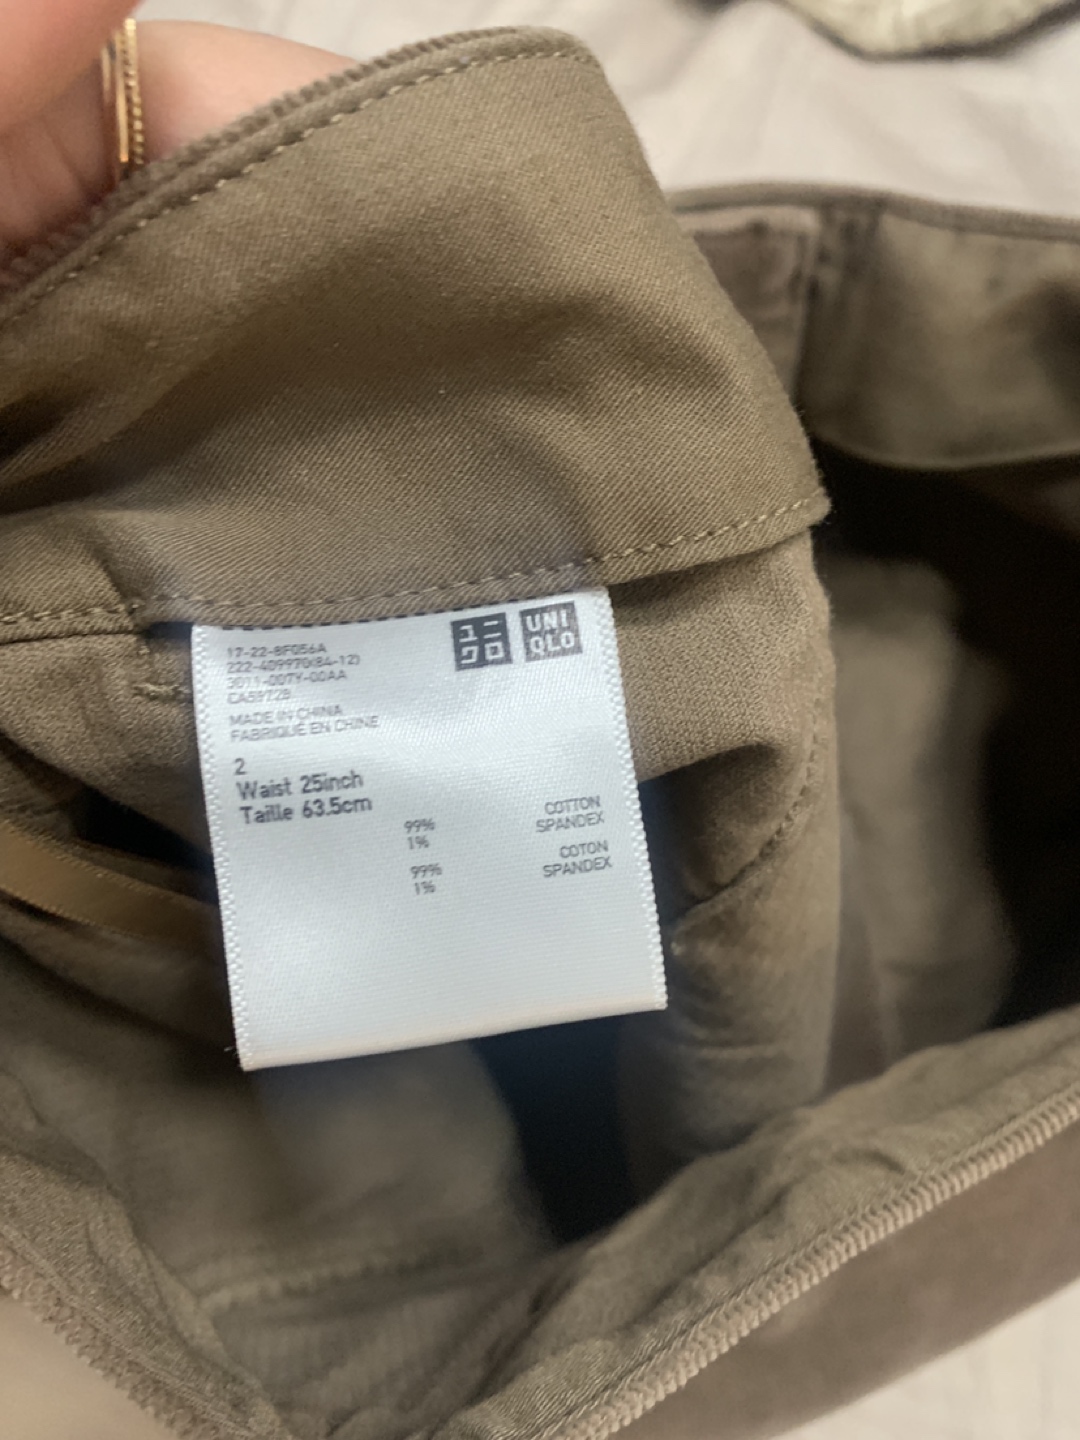 ユニ UNI
クロ QLO
17-22-8F056A
222-409970(84-12)
3011-007Y-00AA
CA59728
MADE IN CHINA
FABRIQUÉ EN CHINE
2
Waist 25inch
Taille 63.5cm
99% COTTON
1% SPANDEX
99% COTON
1% SPANDEX